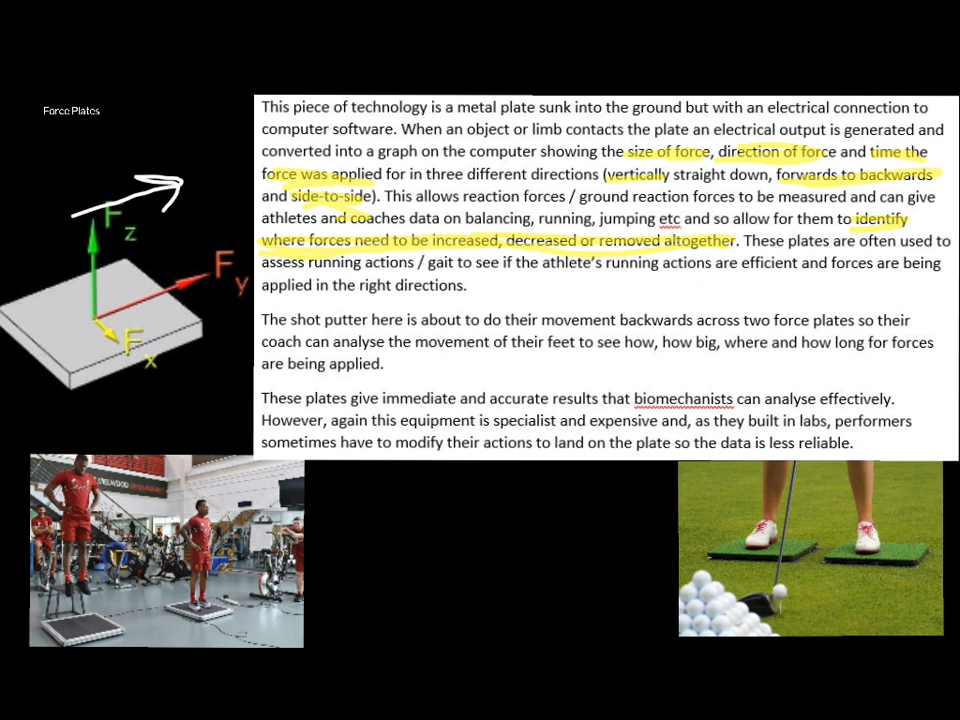 Force Plates
This piece of technology is a metal plate sunk into the ground but with an electrical connection to
computer software. When an object or limb contacts the plate an electrical output is generated and
converted into a graph on the computer showing the size of force, direction of force and time the
force was applied for in three different directions (vertically straight down, forwards to backwards
and side-to-side). This allows reaction forces / ground reaction forces to be measured and can give
athletes and coaches data on balancing, running, jumping etc and so allow for them to identify
where forces need to be increased, decreased or removed altogether. These plates are often used to
assess running actions / gait to see if the athlete's running actions are efficient and forces are being
applied in the right directions.
The shot putter here is about to do their movement backwards across two force plates so their
coach can analyse the movement of their feet to see how, how big, where and how long for forces
are being applied.
These plates give immediate and accurate results that biomechanists can analyse effectively.
However, again this equipment is specialist and expensive and, as they built in labs, performers
sometimes have to modify their actions to land on the plate so the data is less reliable.
Fz
Fy
Fx